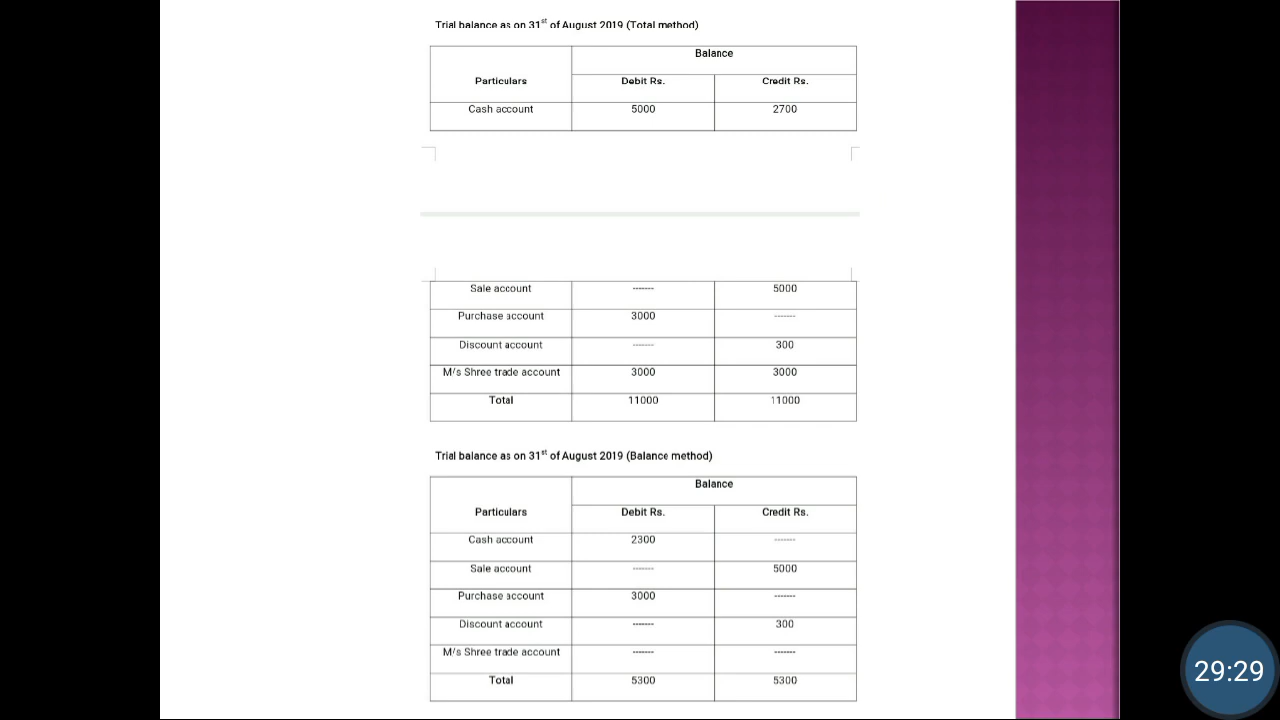 Trial balance as on 31st of August 2019 (Total method)
Balance
Particulars Debit Rs. Credit Rs.
Cash account 5000 2700
Sale account ------- 5000
Purchase account 3000 -------
Discount account ------- 300
M/s Shree trade account 3000 3000
Total 11000 11000
Trial balance as on 31st of August 2019 (Balance method)
Balance
Particulars Debit Rs. Credit Rs.
Cash account 2300 -------
Sale account ------- 5000
Purchase account 3000 -------
Discount account ------- 300
M/s Shree trade account ------- -------
Total 5300 5300
29:29